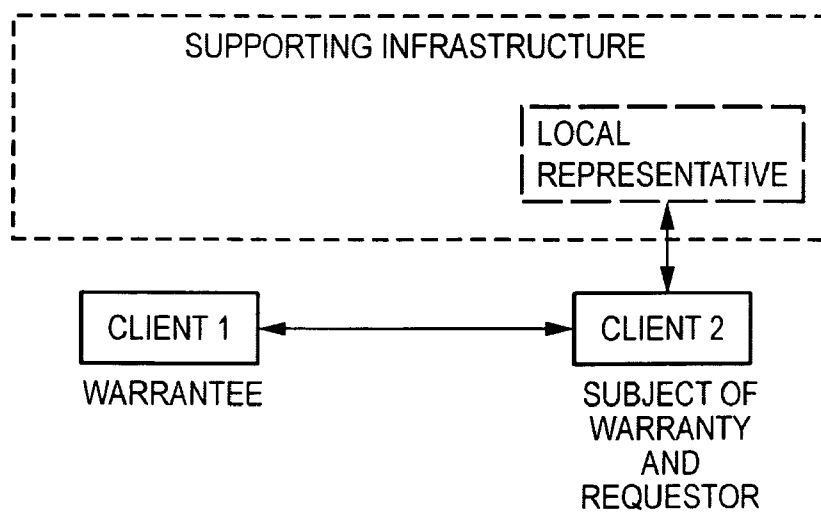 SUPPORTING INFRASTRUCTURE
LOCAL
REPRESENTATIVE
CLIENT 1
CLIENT 2
WARRANTEE
SUBJECT OF
WARRANTY
AND
REQUESTOR